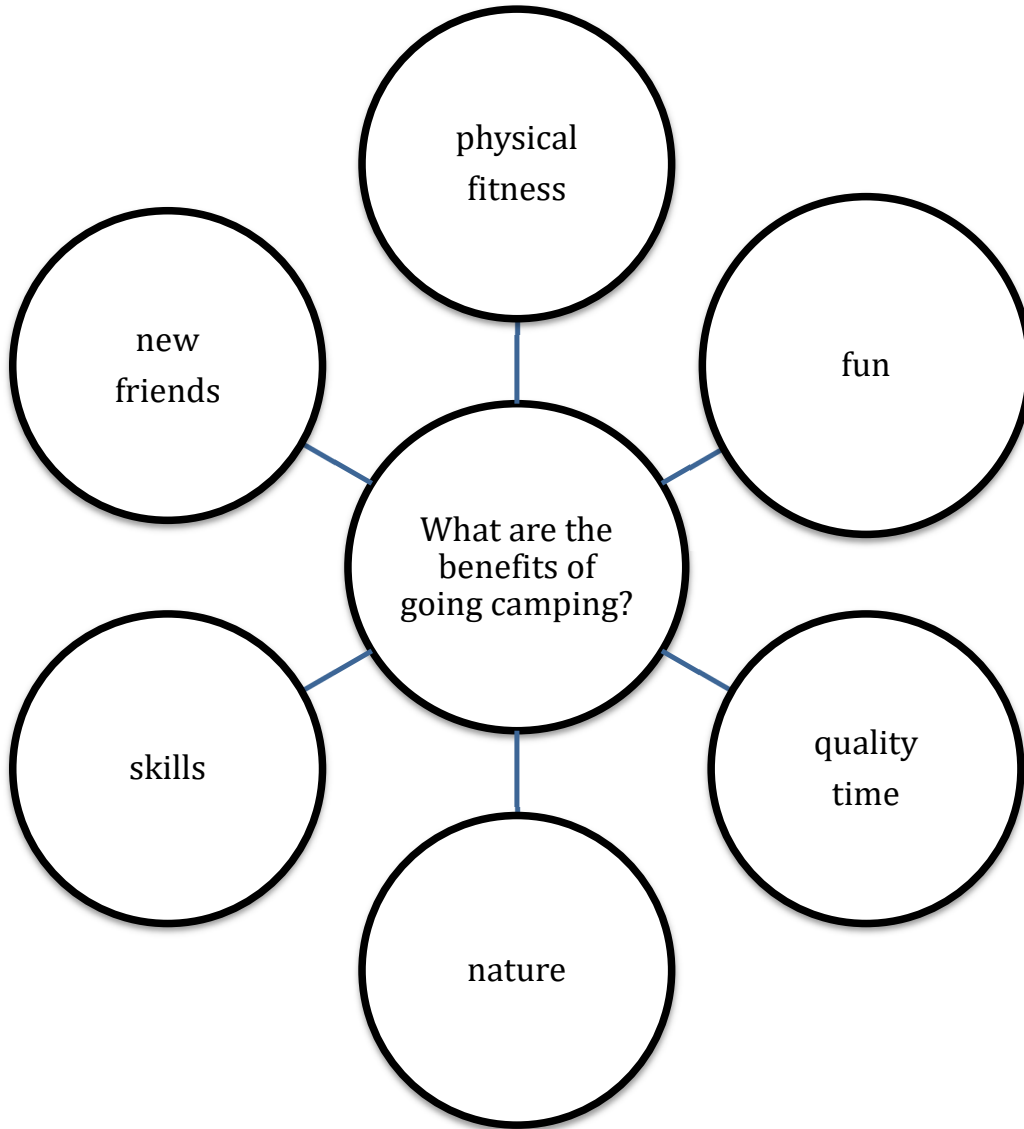 physical
fitness
new
friends
fun
What are the
benefits of
going camping?
skills
quality
time
nature